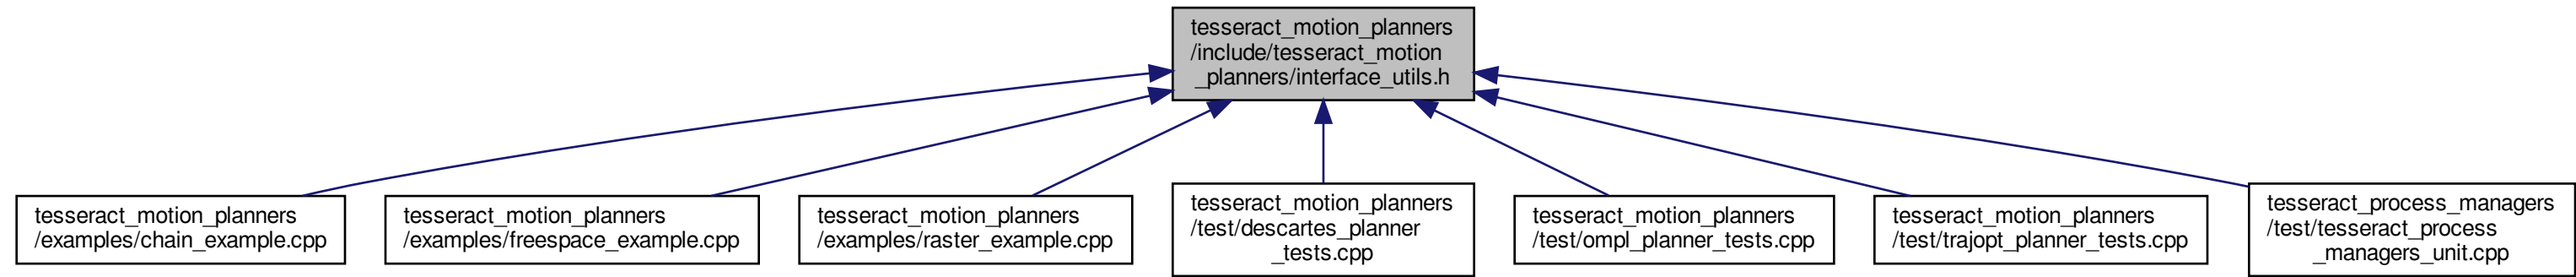 tesseract_motion_planners
/include/tesseract_motion
_planners/interface_utils.h
tesseract_motion_planners
/examples/chain_example.cpp
tesseract_motion_planners
/examples/freespace_example.cpp
tesseract_motion_planners
/examples/raster_example.cpp
tesseract_motion_planners
/test/descartes_planner
_tests.cpp
tesseract_motion_planners
/test/ompl_planner_tests.cpp
tesseract_motion_planners
/test/trajopt_planner_tests.cpp
tesseract_process_managers
/test/tesseract_process
_managers_unit.cpp